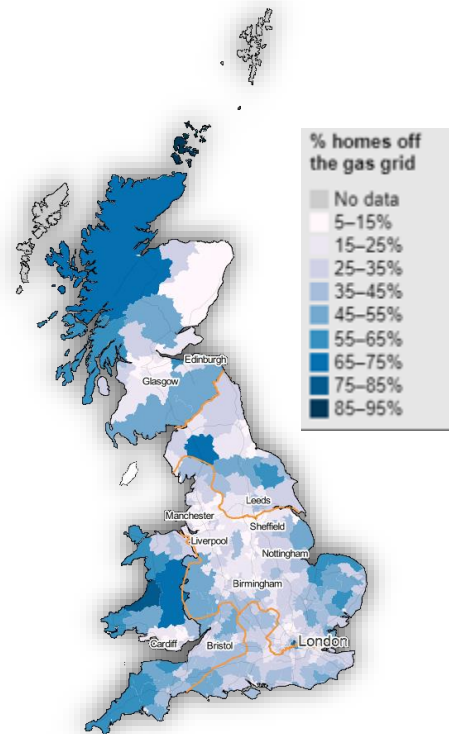 % homes off
the gas grid
No data
5–15%
15–25%
25–35%
35–45%
45–55%
55–65%
65–75%
75–85%
85–95%
Edinburgh
Glasgow
Leeds
Manchester
Sheffield
Liverpool
Nottingham
Birmingham
Cardiff
Bristol
London